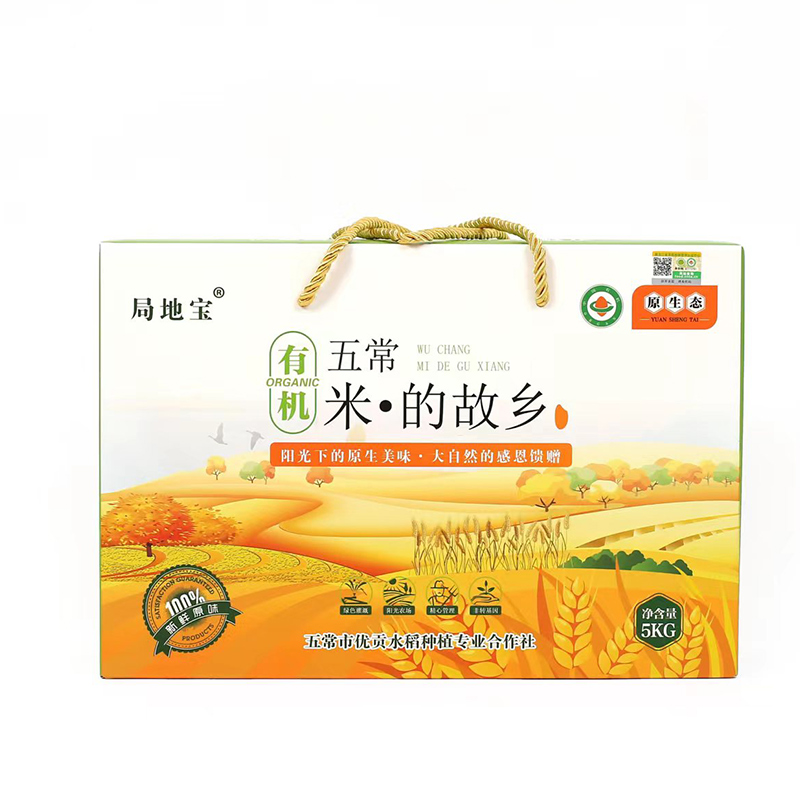 局地宝®
原生态
YUAN SHENG TAI
有
ORGANIC
机
五常
WU CHANG
MI DE GU XIANG
米·的故乡
阳光下的原生美味·大自然的感恩馈赠
SATISFACTION GUARANTEED
100%
新鲜原味
PRODUCTS
绿色灌溉
阳光农场
精心管理
非转基因
净含量
5KG
五常市优贡水稻种植专业合作社